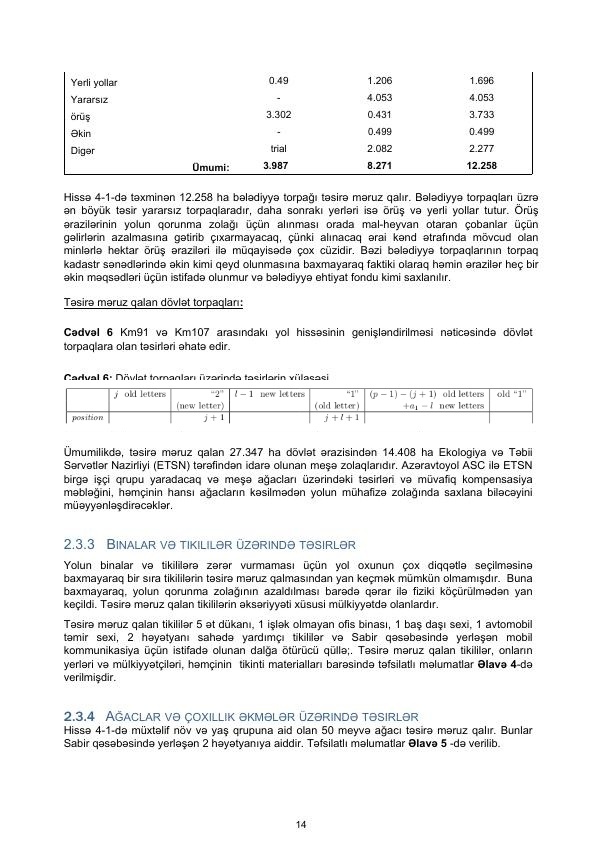 Yerli yollar 0.49 1.206 1.696
Yararsız - 4.053 4.053
örüş 3.302 0.431 3.733
Əkin - 0.499 0.499
Digər trial 2.082 2.277
Ümumi: 3.987 8.271 12.258
Hissə 4-1-də təxminən 12.258 ha bələdiyyə torpağı təsirə məruz qalır. Bələdiyyə torpaqları üzrə
ən böyük təsir yararsız torpaqlaradır, daha sonrakı yerləri isə örüş və yerli yollar tutur. Örüş
ərazilərinin yolun qorunma zolağı üçün alınması orada mal-heyvan otaran çobanlar üçün
gəlirlərin azalmasına gətirib çıxarmayacaq, çünki alınacaq ərai kənd ətrafında mövcud olan
minlərlə hektar örüş əraziləri ilə müqayisədə çox cüzidir. Bəzi bələdiyyə torpaqlarının torpaq
kadastr sənədlərində əkin kimi qeyd olunmasına baxmayaraq faktiki olaraq həmin ərazilər heç bir
əkin məqsədləri üçün istifadə olunmur və bələdiyyə ehtiyat fondu kimi saxlanılır.
Təsirə məruz qalan dövlət torpaqları:
Cədvəl 6 Km91 və Km107 arasındakı yol hissəsinin genişləndirilməsi nəticəsində dövlət
torpaqlara olan təsirləri əhatə edir.
Cədvəl 6: Dövlət torpaqları üzərində təsirlərin xülasəsi
j old letters "2" l − 1 new letters "1" (p − 1) − (j + 1) old letters old "1"
(new letter) (old letter) +a₁ − l new letters
position j + 1 j + l + 1
Ümumilikdə, təsirə məruz qalan 27.347 ha dövlət ərazisindən 14.408 ha Ekologiya və Təbii
Sərvətlər Nazirliyi (ETSN) tərəfindən idarə olunan meşə zolaqlarıdır. Azəravtoyol ASC ilə ETSN
birgə işçi qrupu yaradacaq və meşə ağacları üzərindəki təsirləri və müvafiq kompensasiya
məbləğini, həmçinin hansı ağacların kəsilmədən yolun mühafizə zolağında saxlana biləcəyini
müəyyənləşdirəcəklər.
2.3.3 BINALAR VƏ TIKILILƏR ÜZƏRINDƏ TƏSIRLƏR
Yolun binalar və tikililərə zərər vurmaması üçün yol oxunun çox diqqətlə seçilməsinə
baxmayaraq bir sıra tikililərin təsirə məruz qalmasından yan keçmək mümkün olmamışdır. Buna
baxmayaraq, yolun qorunma zolağının azaldılması barədə qərar ilə fiziki köçürülmədən yan
keçildi. Təsirə məruz qalan tikililərin əksəriyyəti xüsusi mülkiyyətdə olanlardır.
Təsirə məruz qalan tikililər 5 ət dükanı, 1 işlək olmayan ofis binası, 1 baş daşı sexi, 1 avtomobil
təmir sexi, 2 həyətyanı sahədə yardımçı tikililər və Sabir qəsəbəsində yerləşən mobil
kommunikasiya üçün istifadə olunan dalğa ötürücü qüllə;. Təsirə məruz qalan tikililər, onların
yerləri və mülkiyyətçiləri, həmçinin tikinti materialları barəsində təfsilatlı məlumatlar Əlavə 4-də
verilmişdir.
2.3.4 AĞACLAR VƏ ÇOXILLIK ƏKMƏLƏR ÜZƏRINDƏ TƏSIRLƏR
Hissə 4-1-də müxtəlif növ və yaş qrupuna aid olan 50 meyvə ağacı təsirə məruz qalır. Bunlar
Sabir qəsəbəsində yerləşən 2 həyətyanıya aiddir. Təfsilatlı məlumatlar Əlavə 5 -də verilib.
14